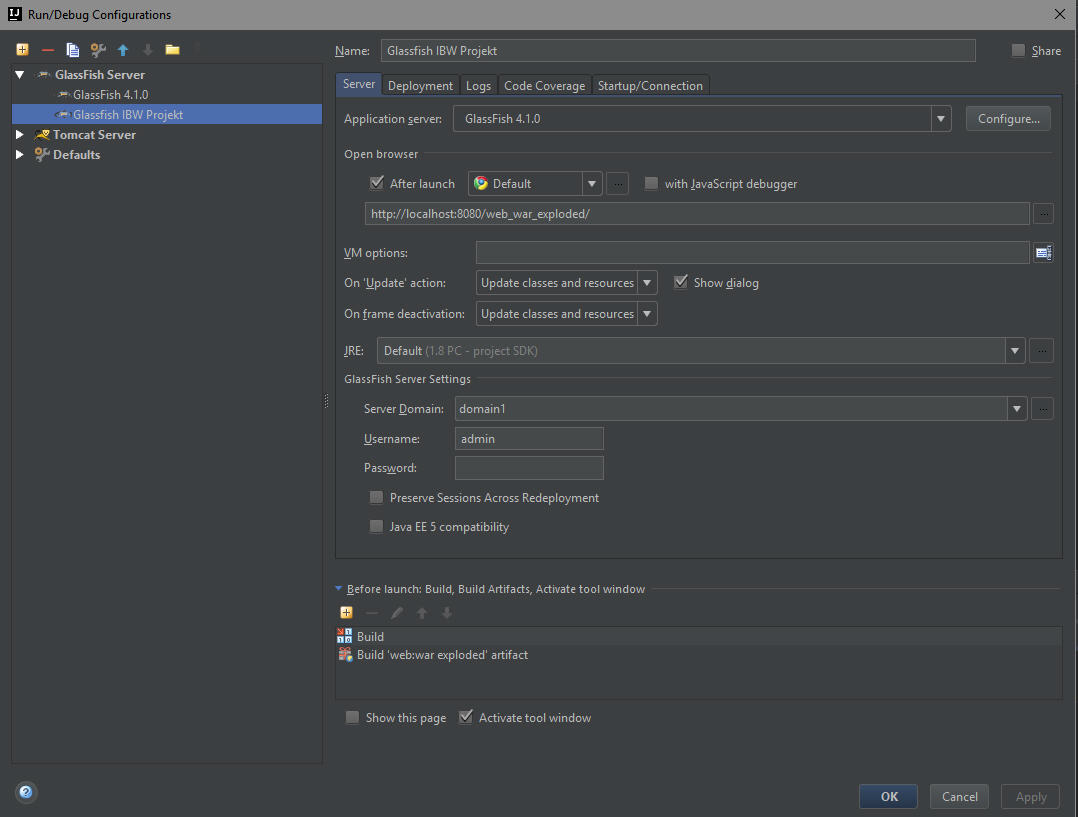 Run/Debug Configurations
Name: Glassfish IBW Projekt Share
GlassFish Server
GlassFish 4.1.0
Glassfish IBW Projekt
Tomcat Server
Defaults
Server Deployment Logs Code Coverage Startup/Connection
Application server: GlassFish 4.1.0 Configure...
Open browser
After launch Default ... with JavaScript debugger
http://localhost:8080/web_war_exploded/ ...
VM options:
On 'Update' action: Update classes and resources Show dialog
On frame deactivation: Update classes and resources
JRE: Default (1.8 PC - project SDK) ...
GlassFish Server Settings
Server Domain: domain1 ...
Username: admin
Password:
Preserve Sessions Across Redeployment
Java EE 5 compatibility
Before launch: Build, Build Artifacts, Activate tool window
Build
Build 'web:war exploded' artifact
Show this page Activate tool window
? OK Cancel Apply